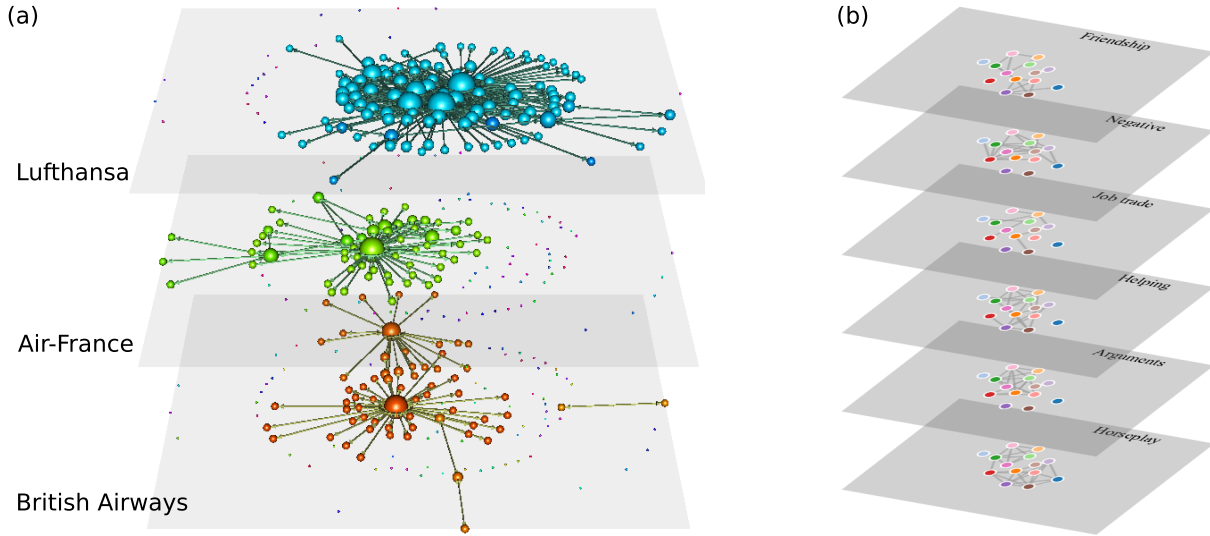 (a)
Lufthansa
Air-France
British Airways
(b)
Friendship
Negative
Job trade
Helping
Arguments
Horseplay